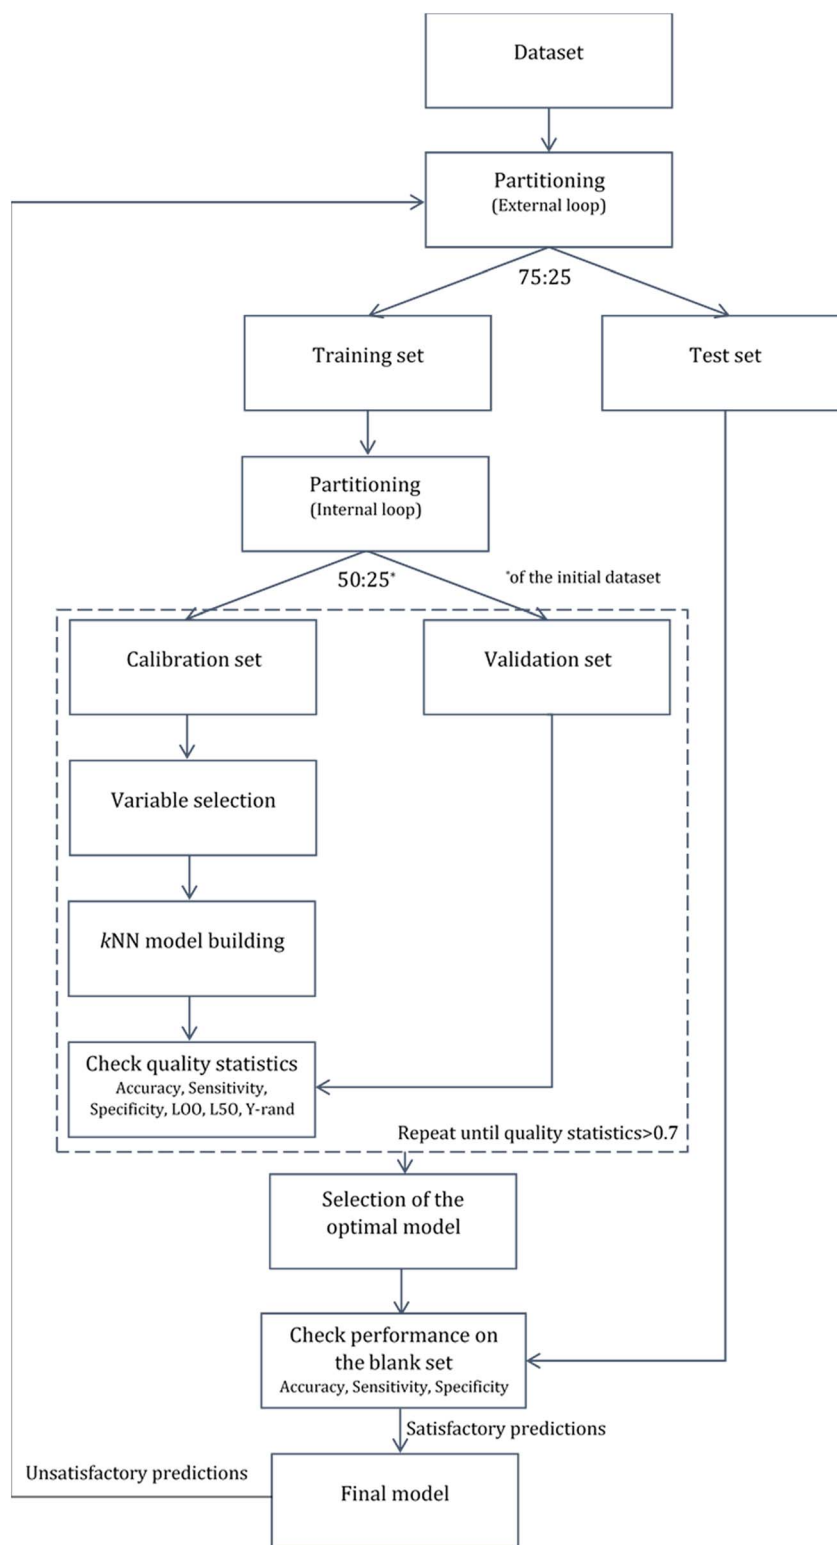 Dataset
Partitioning
(External loop)
75:25
Training set
Test set
Partitioning
(Internal loop)
50:25*
*of the initial dataset
Calibration set
Validation set
Variable selection
kNN model building
Check quality statistics
Accuracy, Sensitivity,
Specificity, LOO, L5O, Y-rand
Repeat until quality statistics>0.7
Selection of the
optimal model
Check performance on
the blank set
Accuracy, Sensitivity, Specificity
Satisfactory predictions
Unsatisfactory predictions
Final model